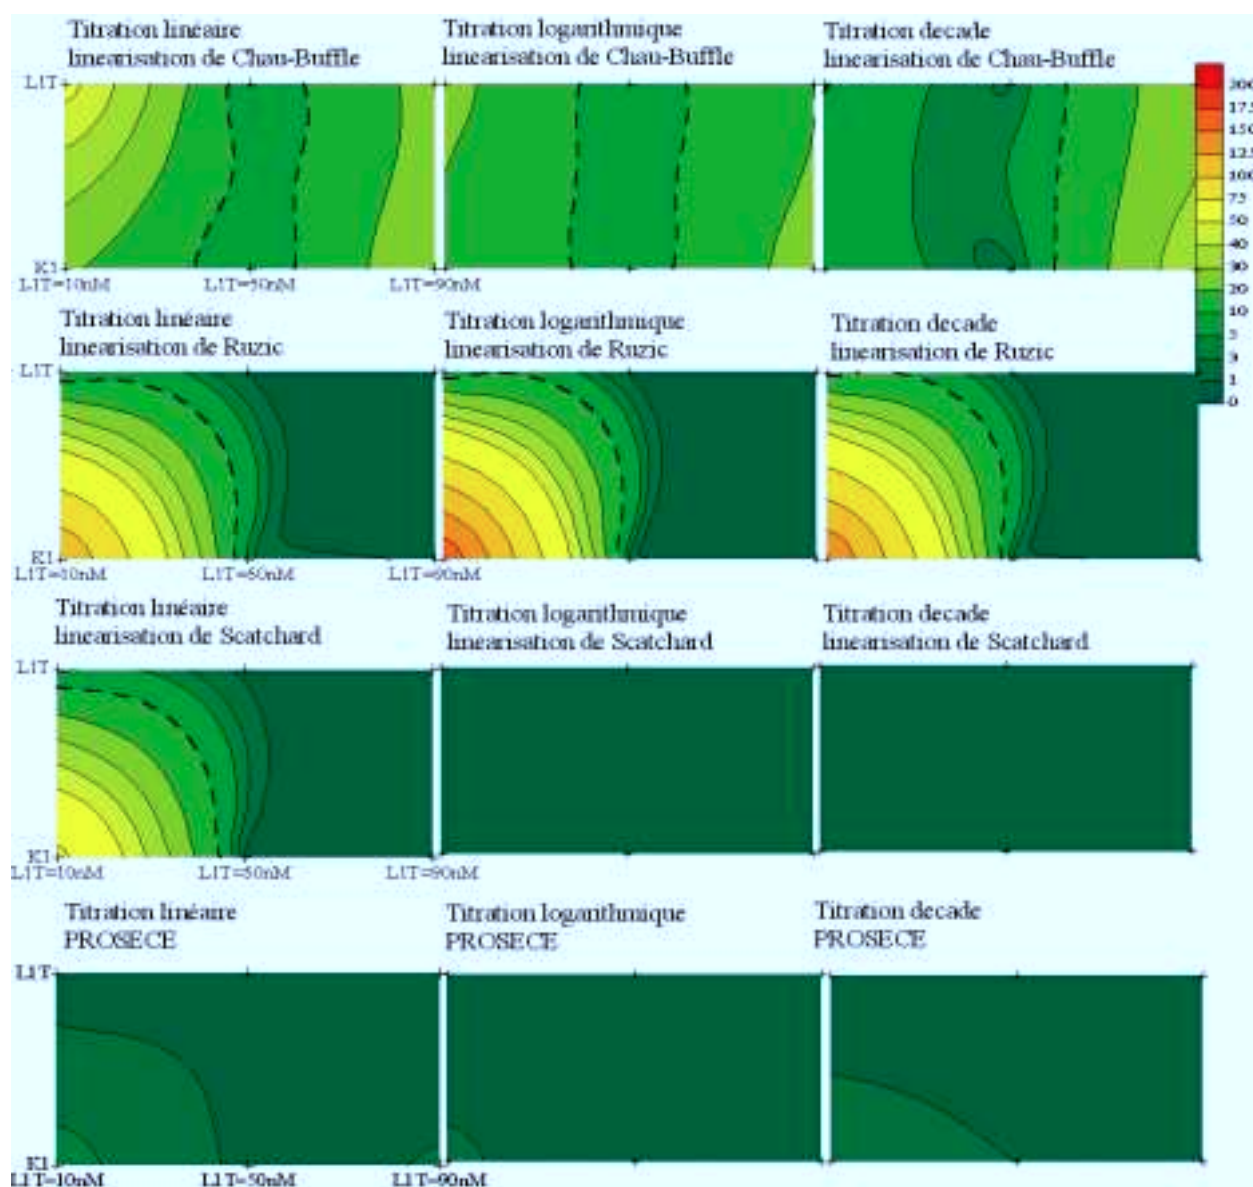 Titration linéaire
linearisation de Chau-Buffle
Titration logarithmique
linearisation de Chau-Buffle
Titration decade
linearisation de Chau-Buffle
L1T
K1
L1T=10nM
L1T=50nM
L1T=90nM
200
175
150
125
100
75
50
40
30
20
10
5
3
1
0
Titration linéaire
linearisation de Ruzic
Titration logarithmique
linearisation de Ruzic
Titration decade
linearisation de Ruzic
L1T
K1
L1T=10nM
L1T=50nM
L1T=90nM
Titration linéaire
linearisation de Scatchard
Titration logarithmique
linearisation de Scatchard
Titration decade
linearisation de Scatchard
L1T
K1
L1T=10nM
L1T=50nM
L1T=90nM
Titration linéaire
PROSECE
Titration logarithmique
PROSECE
Titration decade
PROSECE
L1T
K1
L1T=10nM
L1T=50nM
L1T=90nM